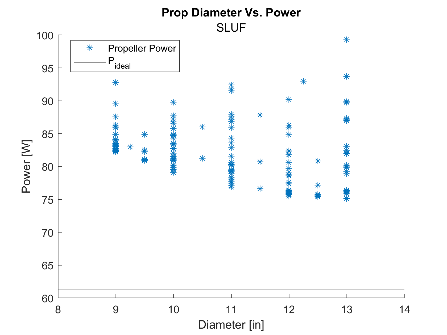 Prop Diameter Vs. Power
SLUF
Propeller Power
P_ideal
Power [W]
100
95
90
85
80
75
70
65
60
8 9 10 11 12 13 14
Diameter [in]